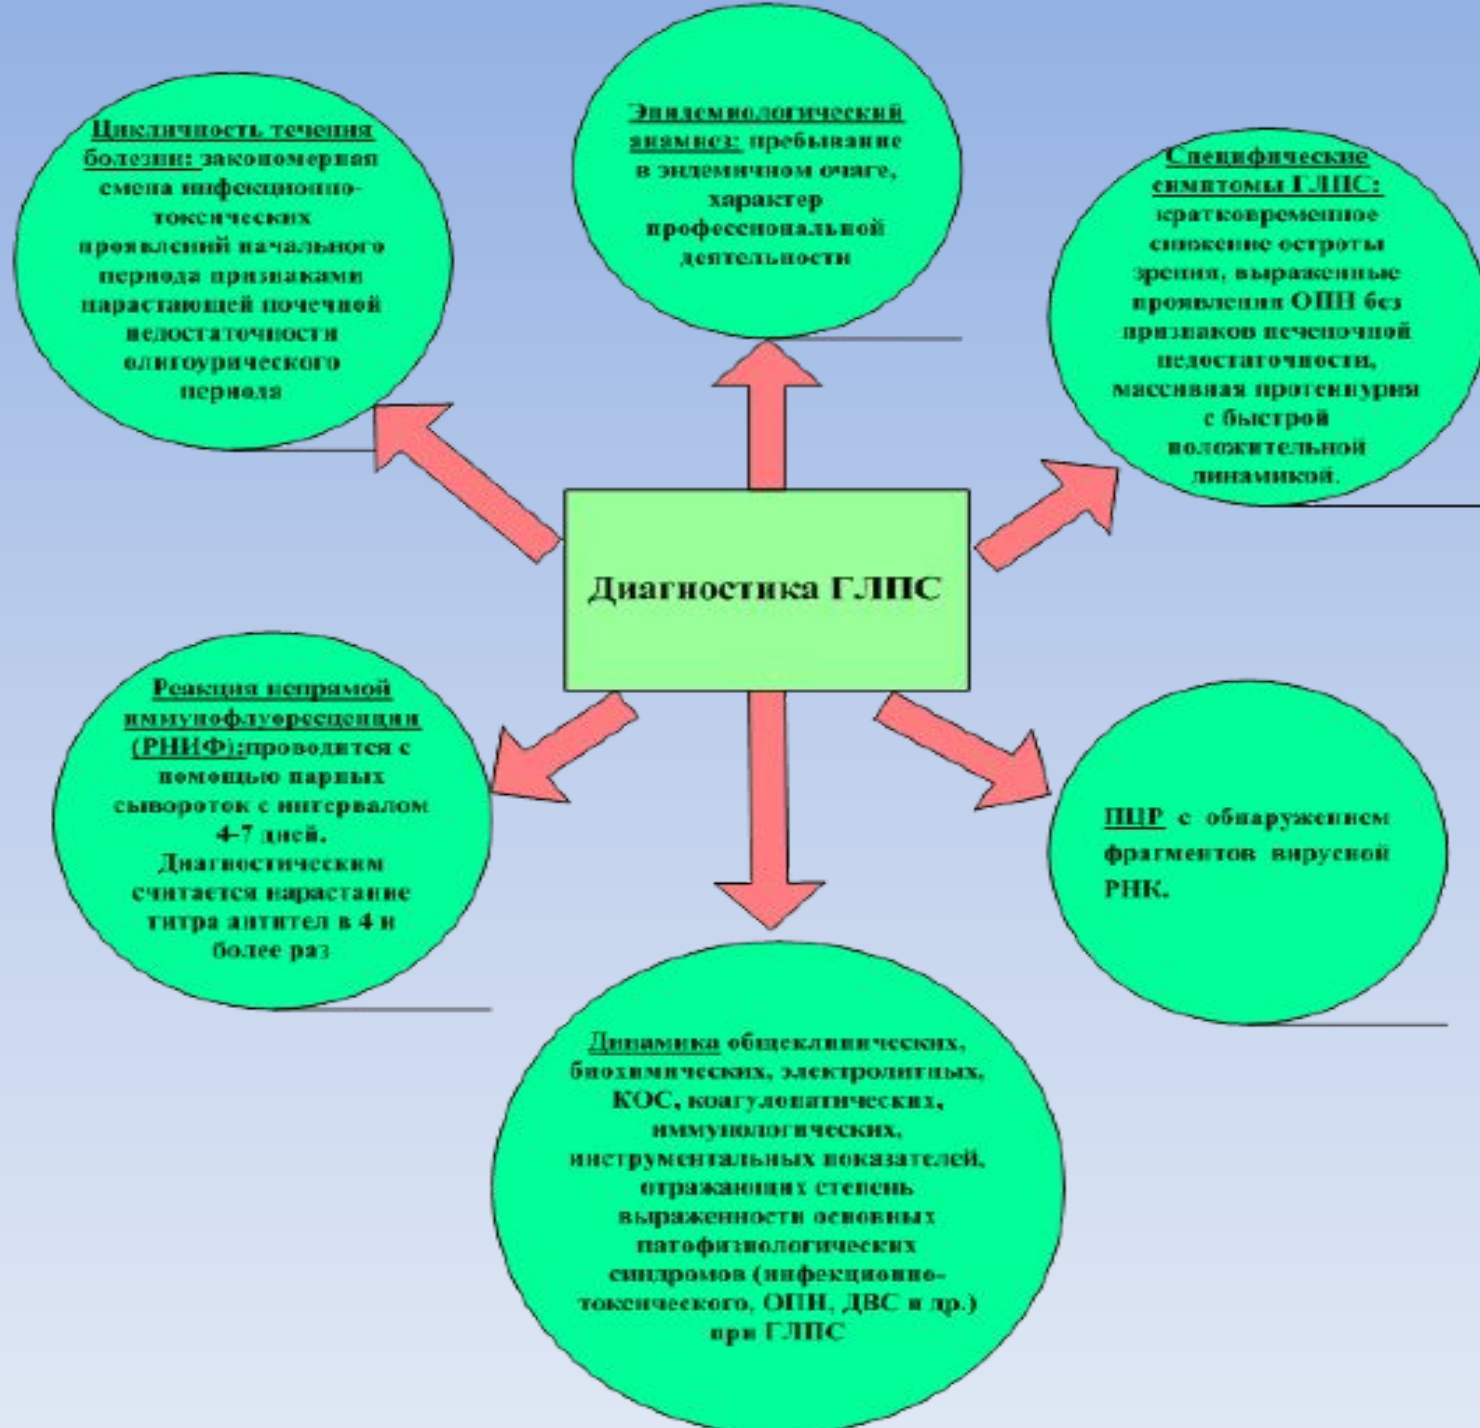 Эпидемиологический
анамнез: пребывание
в эндемичном очаге,
характер
профессиональной
деятельности
Цикличность течения
болезни: закономерная
смена инфекционно-
токсических
проявлений начального
периода признаками
нарастающей почечной
недостаточности
олигоурического
периода
Специфические
симптомы ГЛПС:
кратковременное
снижение остроты
зрения, выраженные
проявления ОПН без
признаков печеночной
недостаточности,
массивная протеинурия
с быстрой
положительной
динамикой.
Диагностика ГЛПС
Реакция непрямой
иммунофлуоресценции
(РНИФ):проводится с
помощью парных
сывороток с интервалом
4-7 дней.
Диагностическим
считается нарастание
титра антител в 4 и
более раз
ПЦР с обнаружением
фрагментов вирусной
РНК.
Динамика общеклинических,
биохимических, электролитных,
КОС, коагулопатических,
иммунологических,
инструментальных показателей,
отражающих степень
выраженности основных
патофизиологических
синдромов (инфекционно-
токсического, ОПН, ДВС и др.)
при ГЛПС